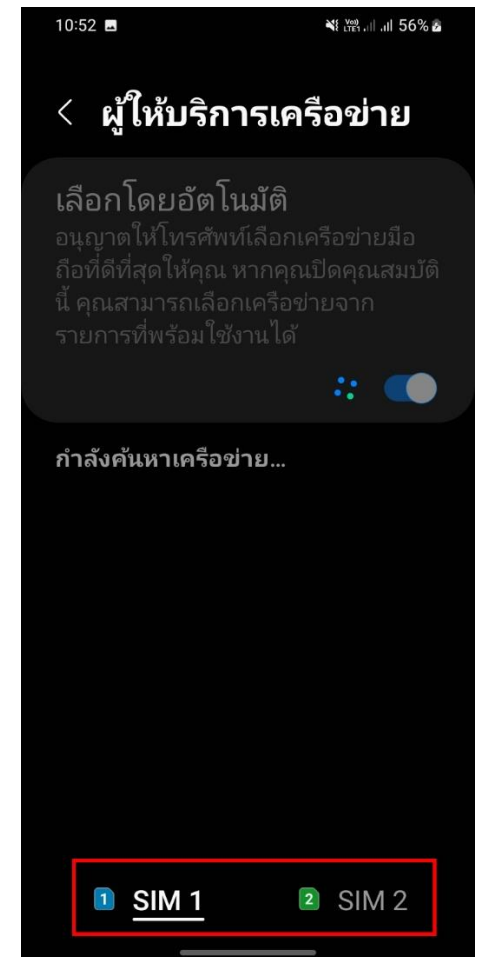 10:52 56%
ผู้ให้บริการเครือข่าย
เลือกโดยอัตโนมัติ
อนุญาตให้โทรศัพท์เลือกเครือข่ายมือ
ถือที่ดีที่สุดให้คุณ หากคุณปิดคุณสมบัติ
นี้ คุณสามารถเลือกเครือข่ายจาก
รายการที่พร้อมใช้งานได้
กำลังค้นหาเครือข่าย...
1 SIM 1 2 SIM 2